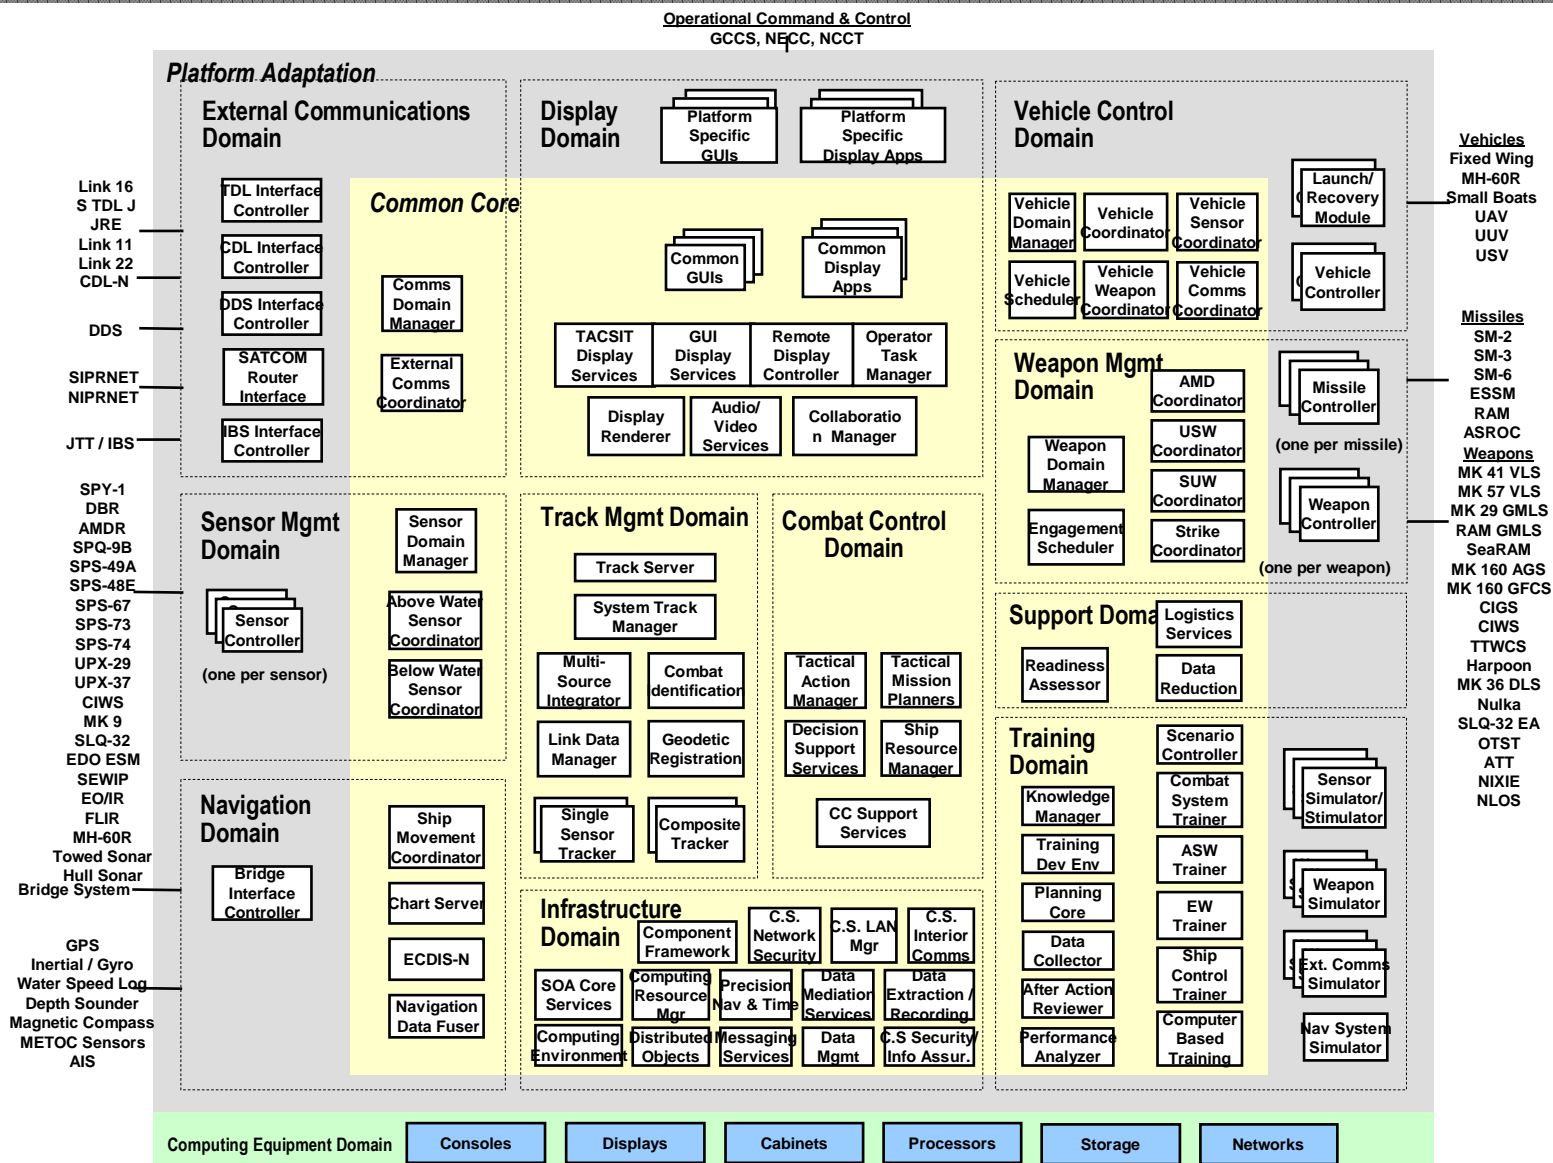 Operational Command & Control
GCCS, NECC, NCCT
Platform Adaptation
External Communications
Domain
TDL Interface
Controller
CDL Interface
Controller
DDS Interface
Controller
SATCOM
Router
Interface
IBS Interface
Controller
Common Core
Comms
Domain
Manager
External
Comms
Coordinator
Link 16
S TDL J
JRE
Link 11
Link 22
CDL-N
DDS
SIPRNET
NIPRNET
JTT / IBS
Display
Domain
Platform
Specific
GUIs
Platform
Specific
Display Apps
Common
GUIs
Common
Display
Apps
TACSIT
Display
Services
GUI
Display
Services
Remote
Display
Controller
Operator
Task
Manager
Display
Renderer
Audio/
Video
Services
Collaboratio
n Manager
Vehicle Control
Domain
Vehicle
Domain
Manager
Vehicle
Coordinator
Vehicle
Sensor
Coordinator
Vehicle
Scheduler
Vehicle
Weapon
Coordinator
Vehicle
Comms
Coordinator
Launch/
Recovery
Module
Vehicle
Controller
Vehicles
Fixed Wing
MH-60R
Small Boats
UAV
UUV
USV
Weapon Mgmt
Domain
AMD
Coordinator
USW
Coordinator
SUW
Coordinator
Strike
Coordinator
Weapon
Domain
Manager
Engagement
Scheduler
Missile
Controller
(one per missile)
Weapon
Controller
(one per weapon)
Missiles
SM-2
SM-3
SM-6
ESSM
RAM
ASROC
Weapons
MK 41 VLS
MK 57 VLS
MK 29 GMLS
RAM GMLS
SeaRAM
MK 160 AGS
MK 160 GFCS
CIGS
CIWS
TTWCS
Harpoon
MK 36 DLS
Nulka
SLQ-32 EA
OTST
ATT
NIXIE
NLOS
SPY-1
DBR
AMDR
SPQ-9B
SPS-49A
SPS-48E
SPS-67
SPS-73
SPS-74
UPX-29
UPX-37
CIWS
MK 9
SLQ-32
EDO ESM
SEWIP
EO/IR
FLIR
MH-60R
Towed Sonar
Hull Sonar
Bridge System
GPS
Inertial / Gyro
Water Speed Log
Depth Sounder
Magnetic Compass
METOC Sensors
AIS
Sensor Mgmt
Domain
Sensor
Controller
(one per sensor)
Sensor
Domain
Manager
Above Water
Sensor
Coordinator
Below Water
Sensor
Coordinator
Navigation
Domain
Bridge
Interface
Controller
Ship
Movement
Coordinator
Chart Server
ECDIS-N
Navigation
Data Fuser
Track Mgmt Domain
Track Server
System Track
Manager
Multi-
Source
Integrator
Combat
Identification
Link Data
Manager
Geodetic
Registration
Single
Sensor
Tracker
Composite
Tracker
Combat Control
Domain
Tactical
Action
Manager
Tactical
Mission
Planners
Decision
Support
Services
Ship
Resource
Manager
CC Support
Services
Support Doma
Logistics
Services
Readiness
Assessor
Data
Reduction
Training
Domain
Scenario
Controller
Knowledge
Manager
Combat
System
Trainer
Training
Dev Env
ASW
Trainer
Planning
Core
EW
Trainer
Data
Collector
Ship
Control
Trainer
After Action
Reviewer
Computer
Based
Training
Performance
Analyzer
Sensor
Simulator/
Stimulator
Weapon
Simulator
Ext. Comms
Simulator
Nav System
Simulator
Infrastructure
Domain
Component
Framework
C.S.
Network
Security
C.S. LAN
Mgr
C.S.
Interior
Comms
SOA Core
Services
Computing
Resource
Mgr
Precision
Nav & Time
Data
Mediation
Services
Data
Extraction /
Recording
Computing
Environment
Distributed
Objects
Messaging
Services
Data
Mgmt
C.S Security/
Info Assur.
Computing Equipment Domain
Consoles
Displays
Cabinets
Processors
Storage
Networks